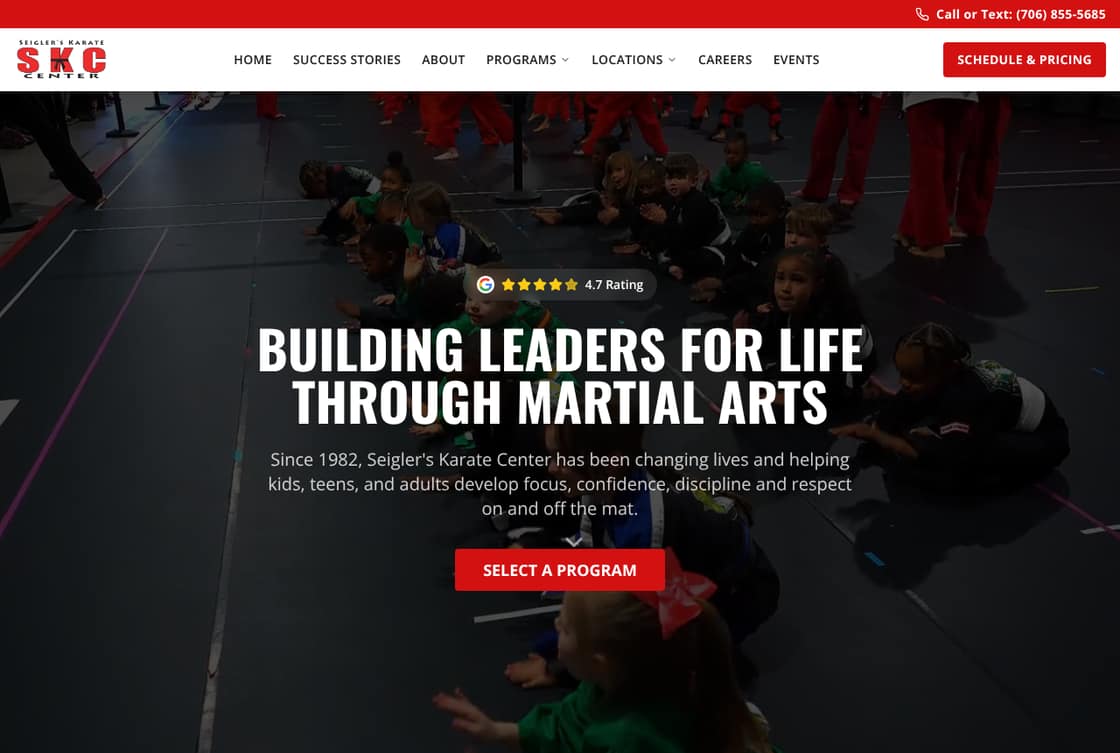 Call or Text: (706) 855-5685
SEIGLER'S KARATE
SKC
CENTER
HOME
SUCCESS STORIES
ABOUT
PROGRAMS
LOCATIONS
CAREERS
EVENTS
SCHEDULE & PRICING
4.7 Rating
BUILDING LEADERS FOR LIFE
THROUGH MARTIAL ARTS
Since 1982, Seigler's Karate Center has been changing lives and helping
kids, teens, and adults develop focus, confidence, discipline and respect
on and off the mat.
SELECT A PROGRAM